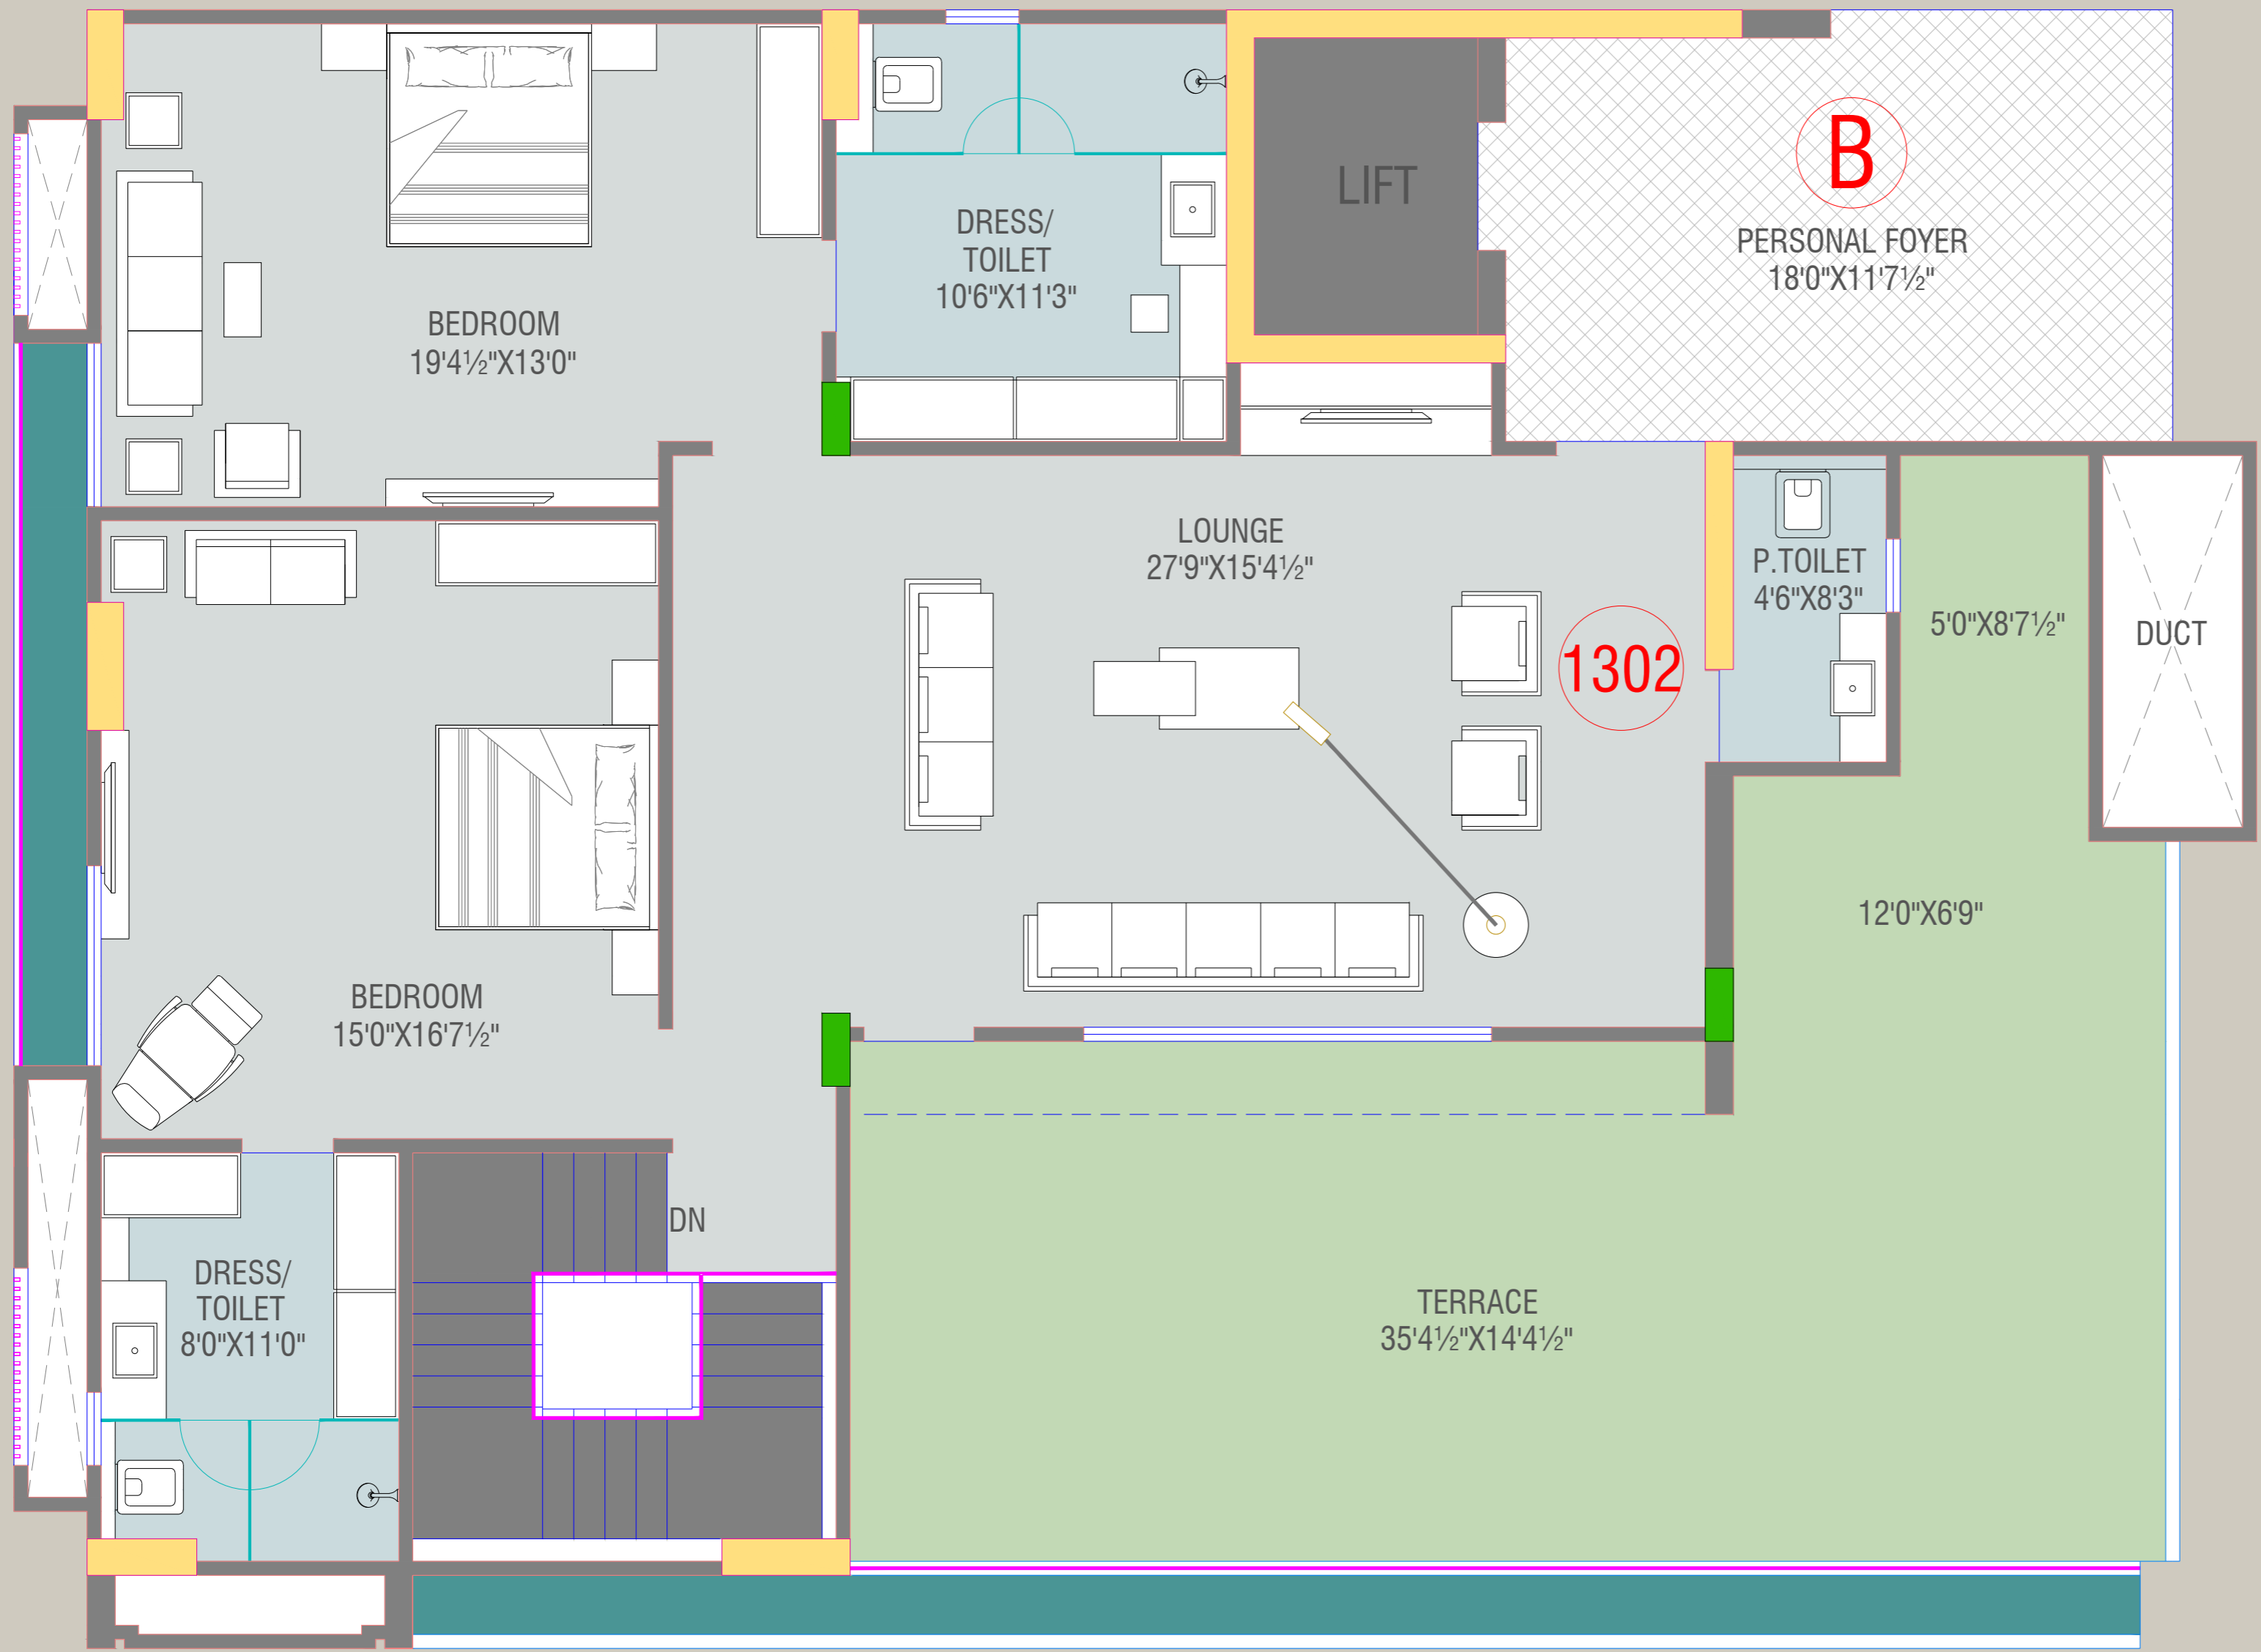 B
PERSONAL FOYER
18'0"X11'7½"
LIFT
DRESS/
TOILET
10'6"X11'3"
BEDROOM
19'4½"X13'0"
LOUNGE
27'9"X15'4½"
1302
P.TOILET
4'6"X8'3"
5'0"X8'7½"
DUCT
12'0"X6'9"
BEDROOM
15'0"X16'7½"
DN
DRESS/
TOILET
8'0"X11'0"
TERRACE
35'4½"X14'4½"